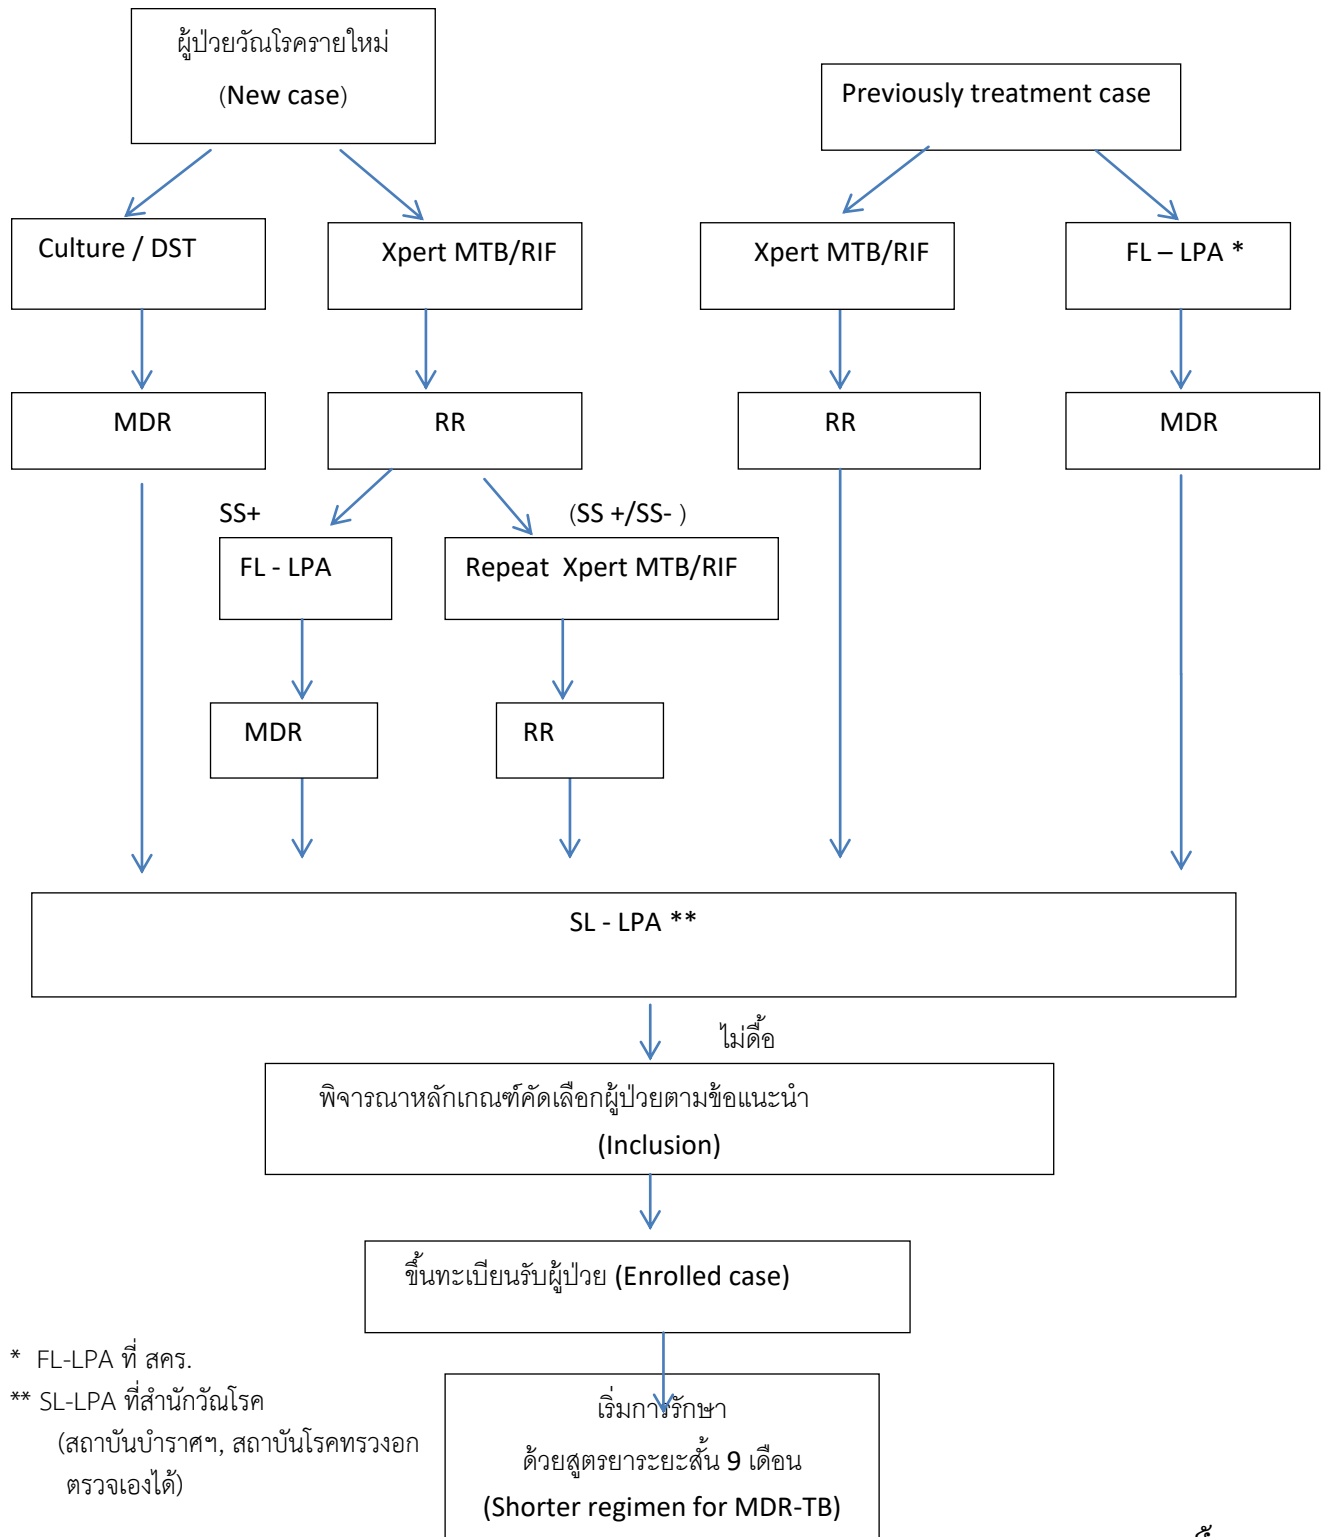 ผู้ป่วยวัณโรครายใหม่
(New case)
Previously treatment case
Culture / DST
Xpert MTB/RIF
Xpert MTB/RIF
FL – LPA *
MDR
RR
RR
MDR
SS+
(SS +/SS- )
FL - LPA
Repeat Xpert MTB/RIF
MDR
RR
SL - LPA **
ไม่ดื้อ
พิจารณาหลักเกณฑ์คัดเลือกผู้ป่วยตามข้อแนะนำ
(Inclusion)
ขึ้นทะเบียนรับผู้ป่วย (Enrolled case)
* FL-LPA ที่ สคร.
** SL-LPA ที่สำนักวัณโรค
(สถาบันบำราศฯ, สถาบันโรคทรวงอก
ตรวจเองได้)
เริ่มการรักษา
ด้วยสูตรยาระยะสั้น 9 เดือน
(Shorter regimen for MDR-TB)